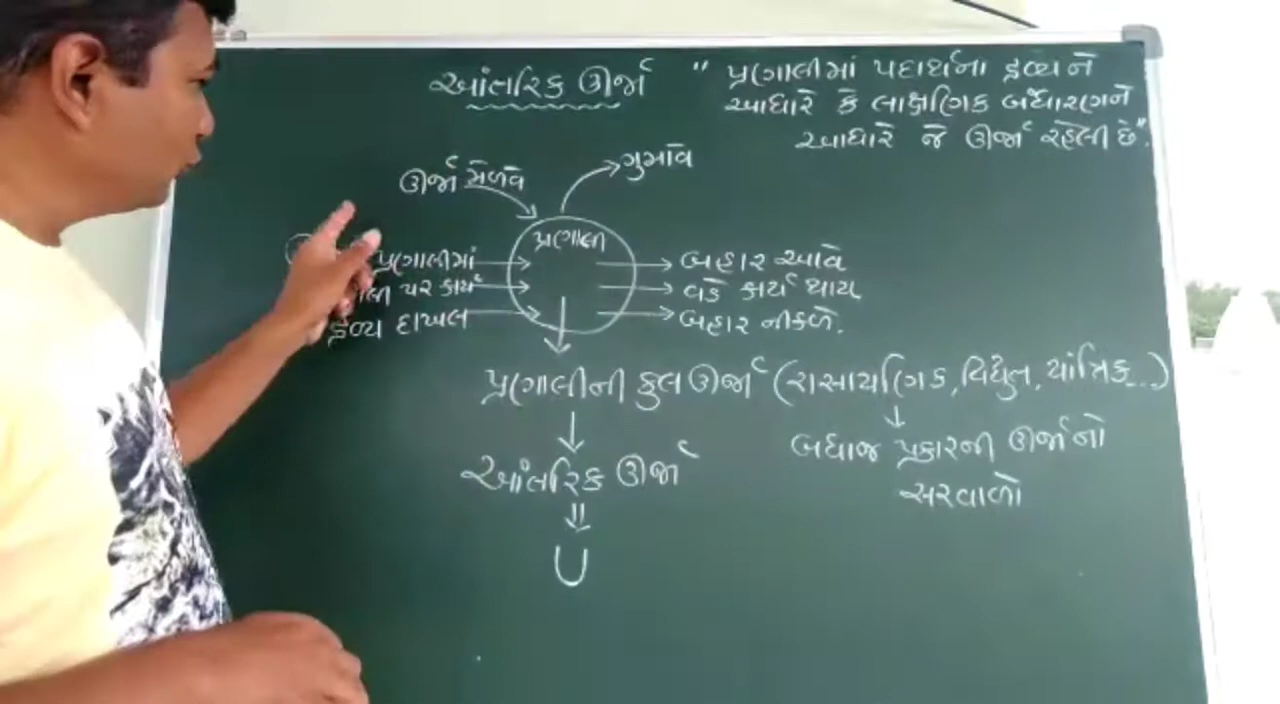 આંતરિક ઊર્જા
" પ્રણાલીમાં પદાર્થના દ્રવ્યને
આધારે કે લાક્ષણિક બંધારણને
આધારે જે ઊર્જા રહેલી છે".
ઊર્જા મેળવે
ગુમાવે
પ્રણાલી
પ્રણાલીમાં
બહાર આવે
પર કાર્ય
વડે કાર્ય થાય
દ્રવ્ય દાખલ
બહાર નીકળે.
પ્રણાલીની કુલ ઊર્જા (રાસાયણિક, વિદ્યુત, યાંત્રિક...)
બધાજ પ્રકારની ઊર્જાનો
સરવાળો
આંતરિક ઊર્જા
U